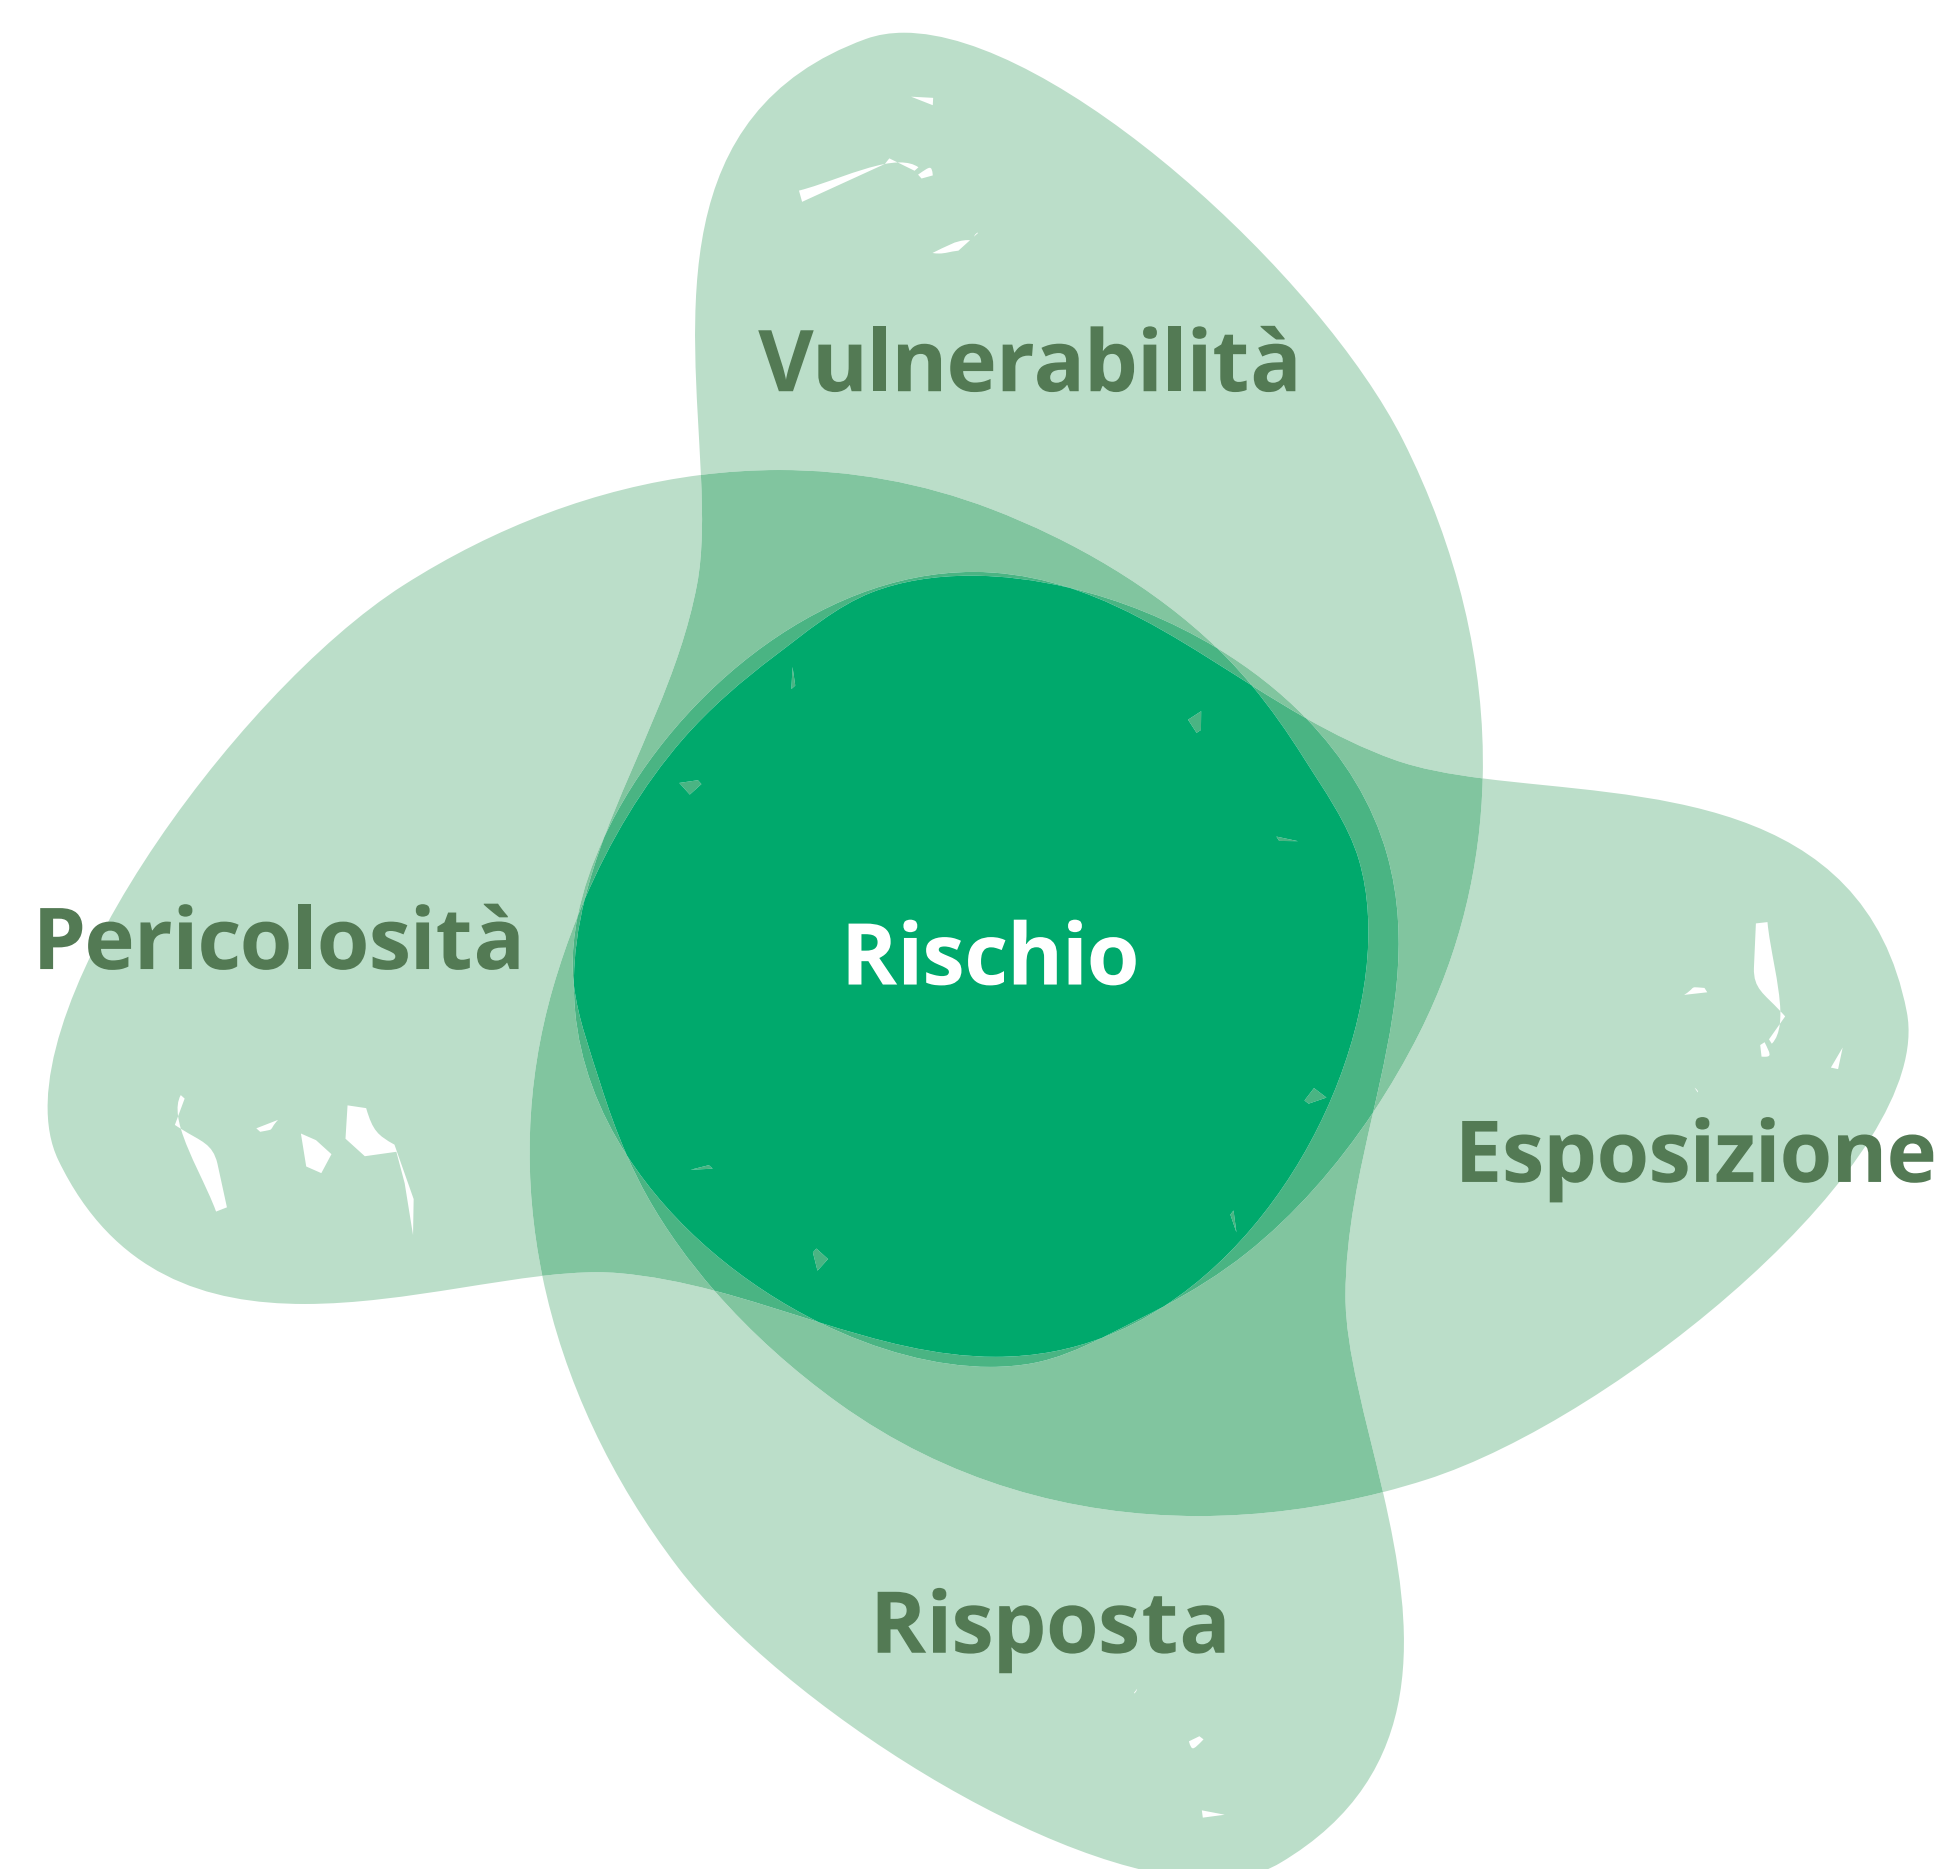 Vulnerabilità
Pericolosità
Rischio
Esposizione
Risposta